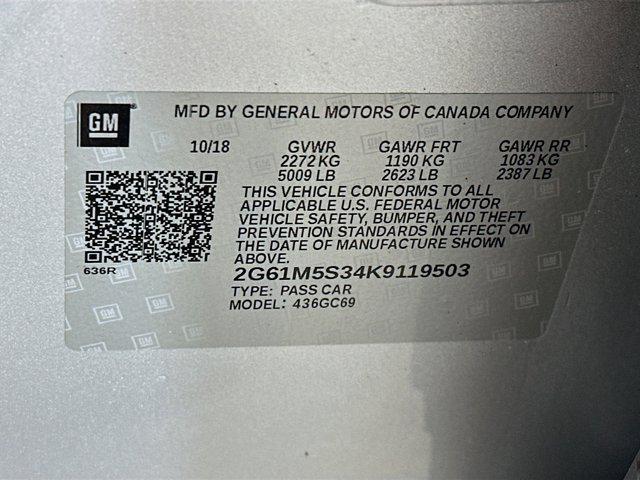 GM
MFD BY GENERAL MOTORS OF CANADA COMPANY
10/18 GVWR GAWR FRT GAWR RR
2272 KG 1190 KG 1083 KG
5009 LB 2623 LB 2387 LB
THIS VEHICLE CONFORMS TO ALL
APPLICABLE U.S. FEDERAL MOTOR
VEHICLE SAFETY, BUMPER, AND THEFT
PREVENTION STANDARDS IN EFFECT ON
THE DATE OF MANUFACTURE SHOWN
ABOVE.
636R
2G61M5S34K9119503
TYPE: PASS CAR
MODEL: 436GC69